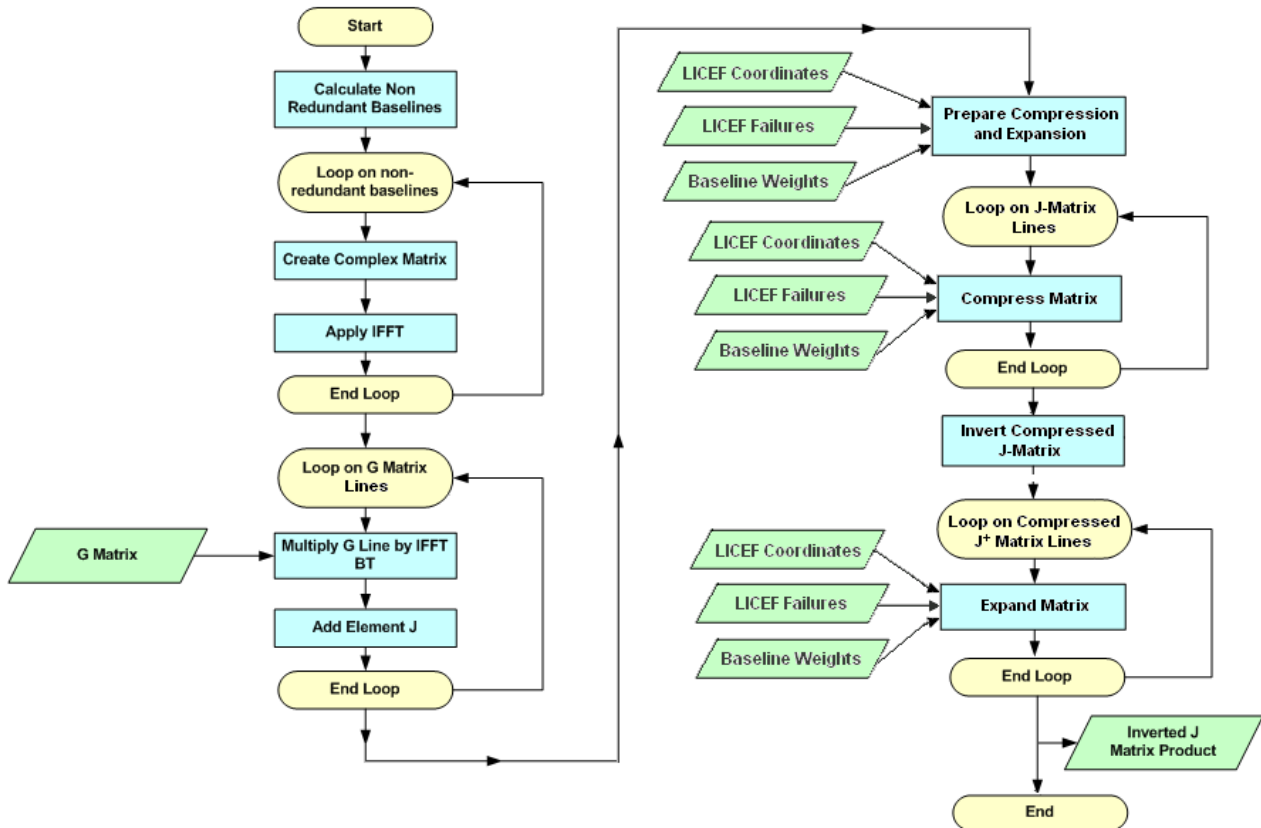 Start
Calculate Non
Redundant Baselines
Loop on non-
redundant baselines
Create Complex Matrix
Apply IFFT
End Loop
Loop on G Matrix
Lines
G Matrix
Multiply G Line by IFFT
BT
Add Element J
End Loop
LICEF Coordinates
LICEF Failures
Baseline Weights
Prepare Compression
and Expansion
Loop on J-Matrix
Lines
LICEF Coordinates
LICEF Failures
Baseline Weights
Compress Matrix
End Loop
Invert Compressed
J-Matrix
Loop on Compressed
J+ Matrix Lines
LICEF Coordinates
LICEF Failures
Baseline Weights
Expand Matrix
End Loop
Inverted J
Matrix Product
End